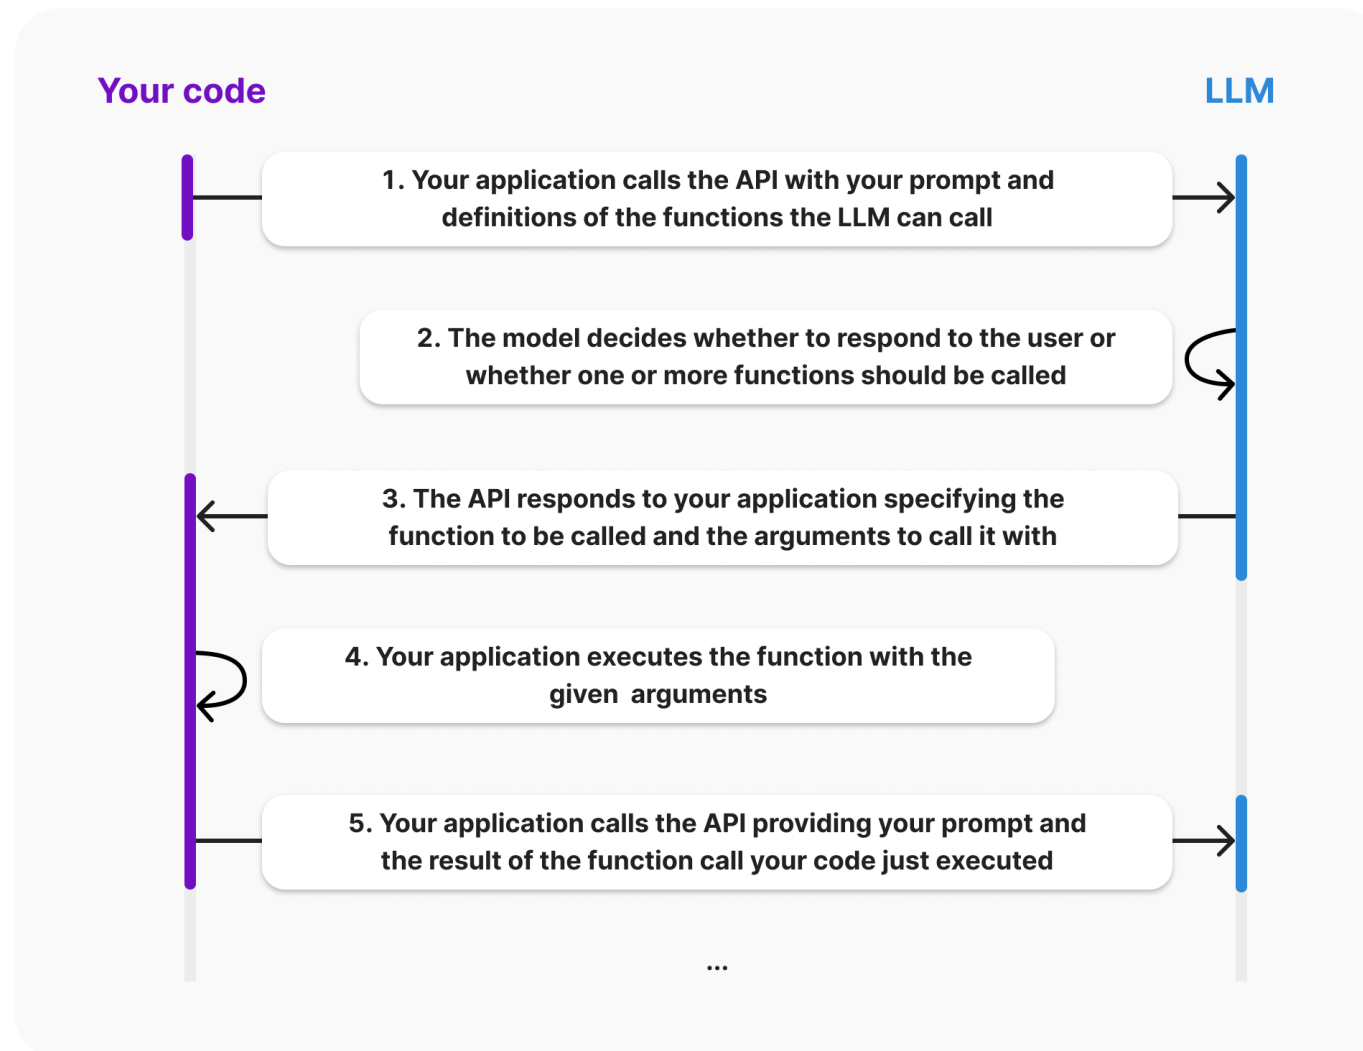 Your code
LLM
1. Your application calls the API with your prompt and
definitions of the functions the LLM can call
2. The model decides whether to respond to the user or
whether one or more functions should be called
3. The API responds to your application specifying the
function to be called and the arguments to call it with
4. Your application executes the function with the
given  arguments
5. Your application calls the API providing your prompt and
the result of the function call your code just executed
...